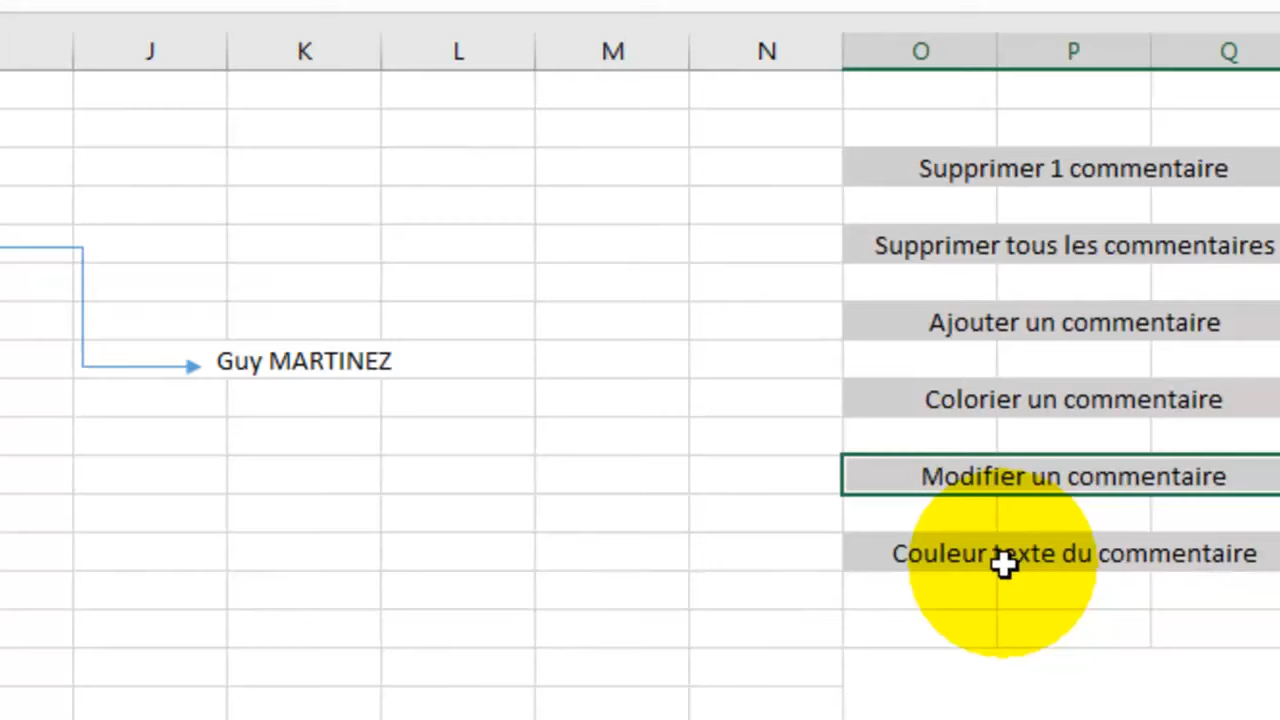 J K L M N O P Q
Supprimer 1 commentaire
Supprimer tous les commentaires
Ajouter un commentaire
Guy MARTINEZ
Colorier un commentaire
Modifier un commentaire
Couleur texte du commentaire